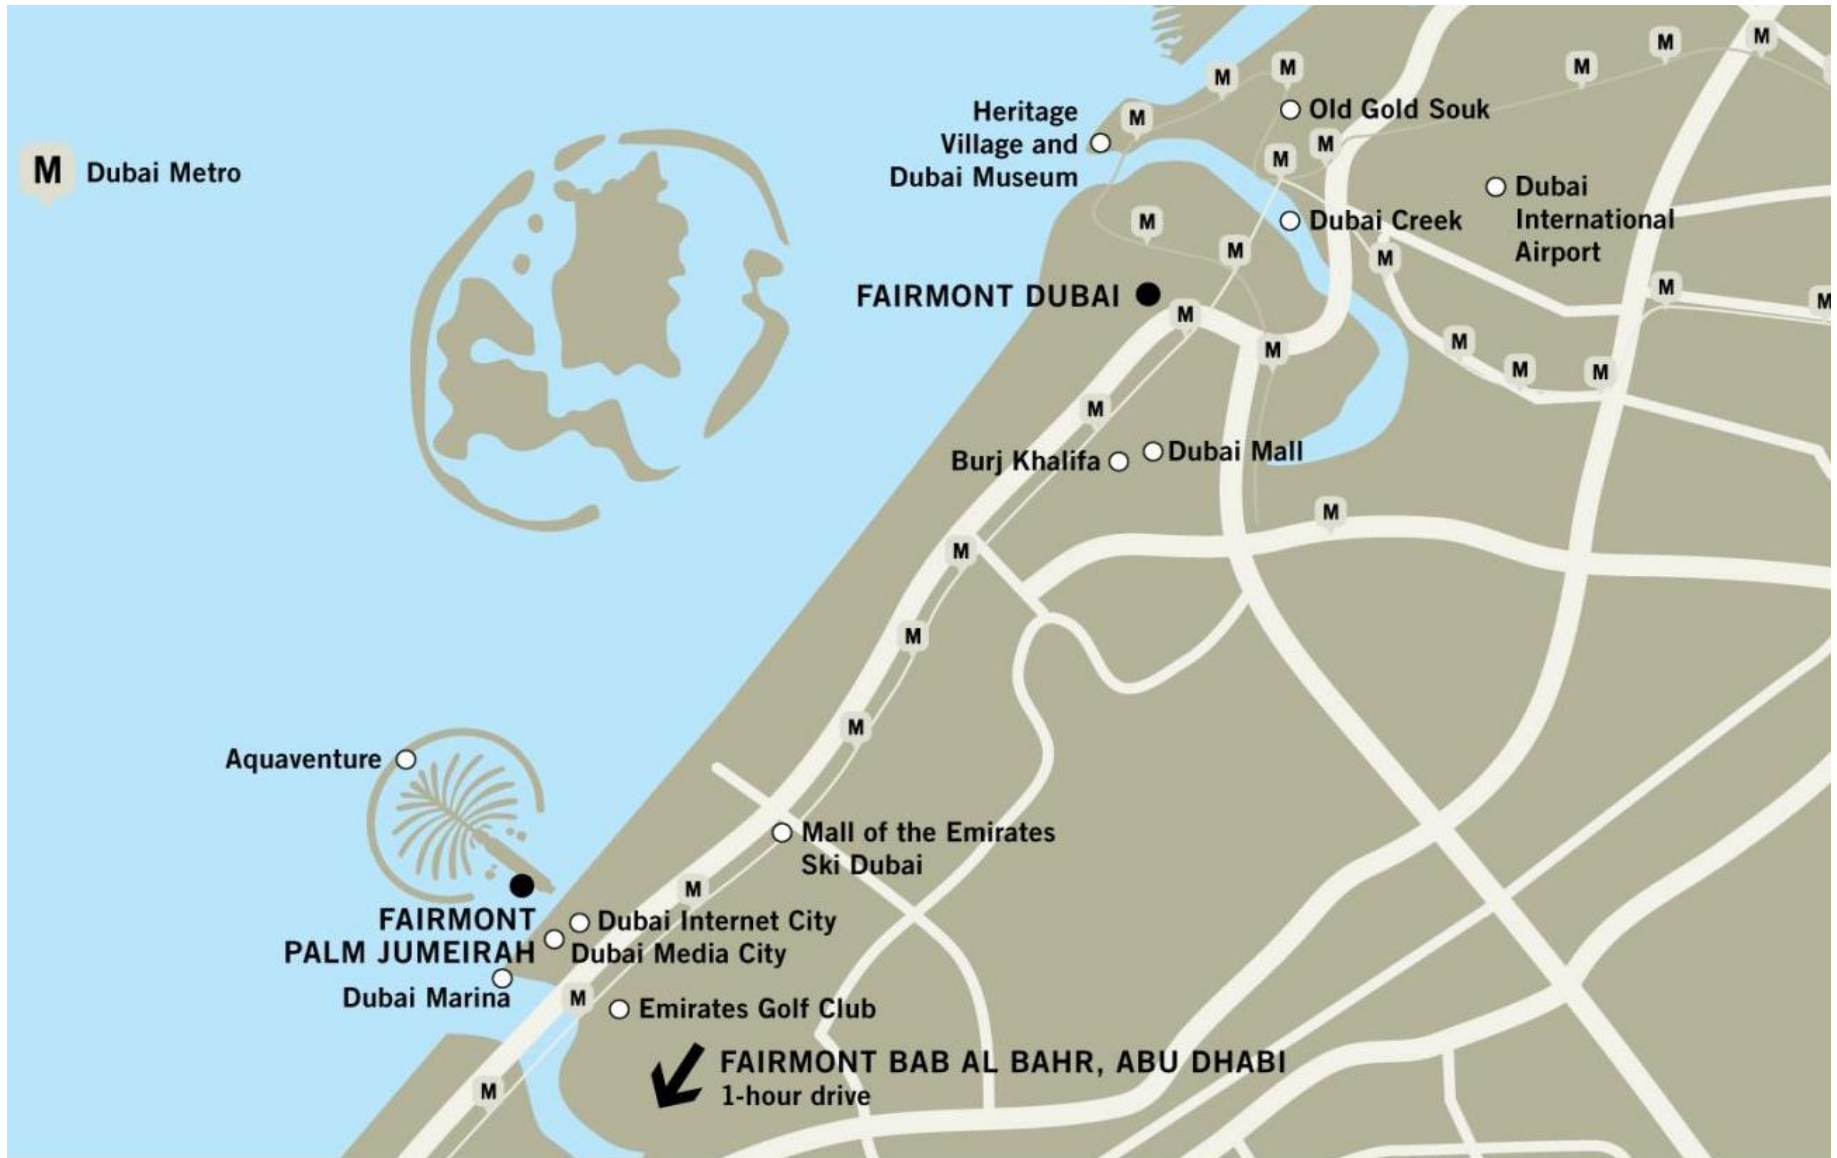 M Dubai Metro
M
M
M
M
M
M
M
Heritage
Village and
Dubai Museum
Old Gold Souk
M
M
Dubai
International
Airport
M
Dubai Creek
M
M
M
M
FAIRMONT DUBAI
M
M
M
M
M
M
M
Burj Khalifa
Dubai Mall
M
M
M
M
Aquaventure
Mall of the Emirates
Ski Dubai
M
FAIRMONT
PALM JUMEIRAH
Dubai Internet City
Dubai Media City
Dubai Marina
M
Emirates Golf Club
FAIRMONT BAB AL BAHR, ABU DHABI
1-hour drive
M